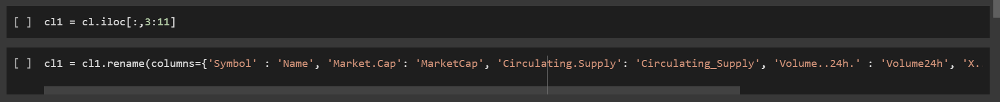 [ ] cl1 = cl.iloc[:,3:11]
[ ] cl1 = cl1.rename(columns={'Symbol' : 'Name', 'Market.Cap': 'MarketCap', 'Circulating.Supply': 'Circulating_Supply', 'Volume..24h.' : 'Volume24h', 'X..